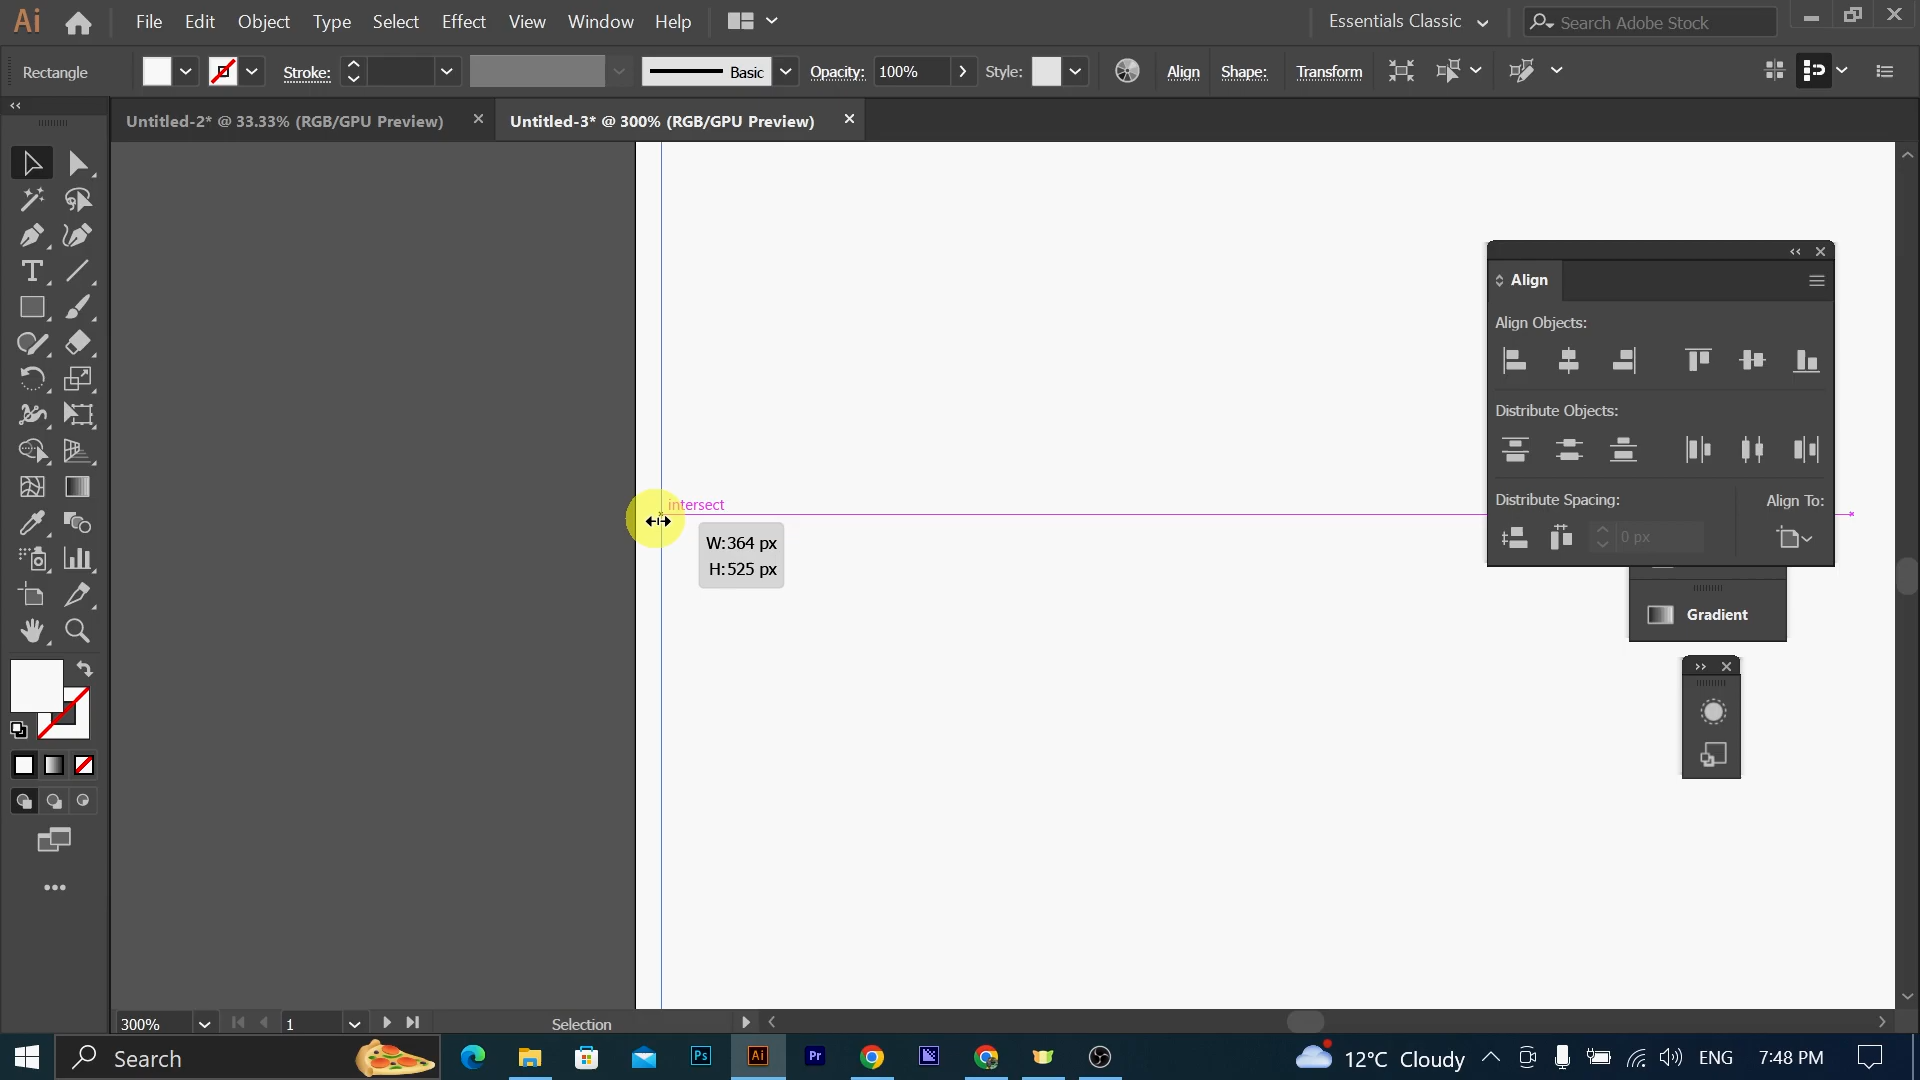 Ai File Edit Object Type Select Effect View Window Help Essentials Classic Search Adobe Stock
Rectangle Stroke: Basic Opacity: 100% Style: Align Shape: Transform
Untitled-2* @ 33.33% (RGB/GPU Preview) Untitled-3* @ 300% (RGB/GPU Preview)
Align
Align Objects:
Distribute Objects:
Distribute Spacing: Align To:
0 px
intersect
W:364 px
H:525 px
Gradient
300% 1 Selection
Search Ps Ai Pr 12°C Cloudy ENG 7:48 PM